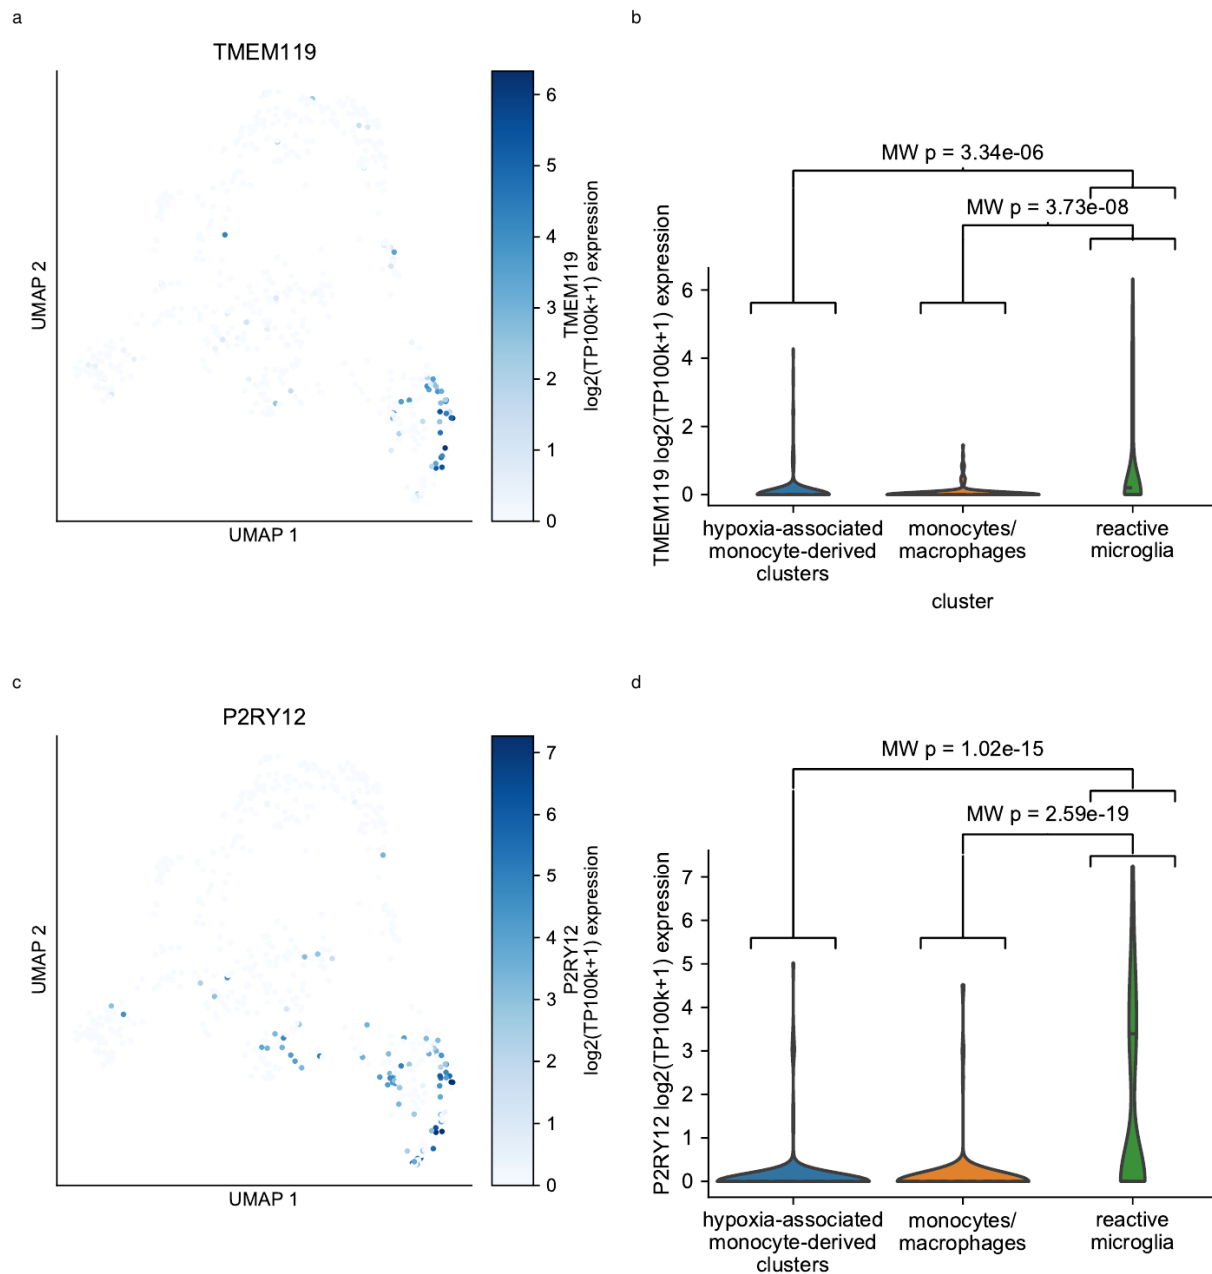 a
TMEM119
UMAP 2
UMAP 1
6
5
4
3
2
1
0
TMEM119
log2(TP100k+1) expression
b
MW p = 3.34e-06
MW p = 3.73e-08
TMEM119 log2(TP100k+1) expression
6
4
2
0
hypoxia-associated
monocyte-derived
clusters
monocytes/
macrophages
reactive
microglia
cluster
c
P2RY12
UMAP 2
UMAP 1
7
6
5
4
3
2
1
0
P2RY12
log2(TP100k+1) expression
d
MW p = 1.02e-15
MW p = 2.59e-19
P2RY12 log2(TP100k+1) expression
7
6
5
4
3
2
1
0
hypoxia-associated
monocyte-derived
clusters
monocytes/
macrophages
reactive
microglia